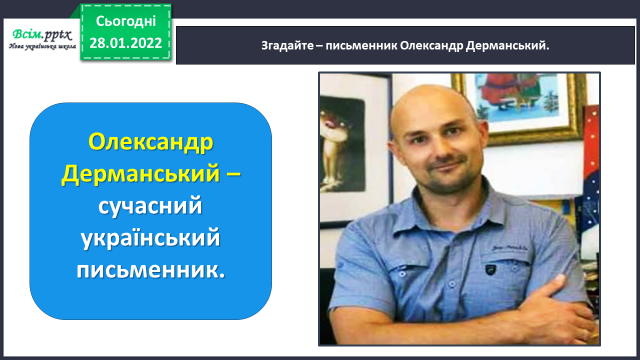 Всім.pptx
Нова українська школа
Сьогодні
28.01.2022
Згадайте – письменник Олександр Дерманський.
Олександр
Дерманський –
сучасний
український
письменник.